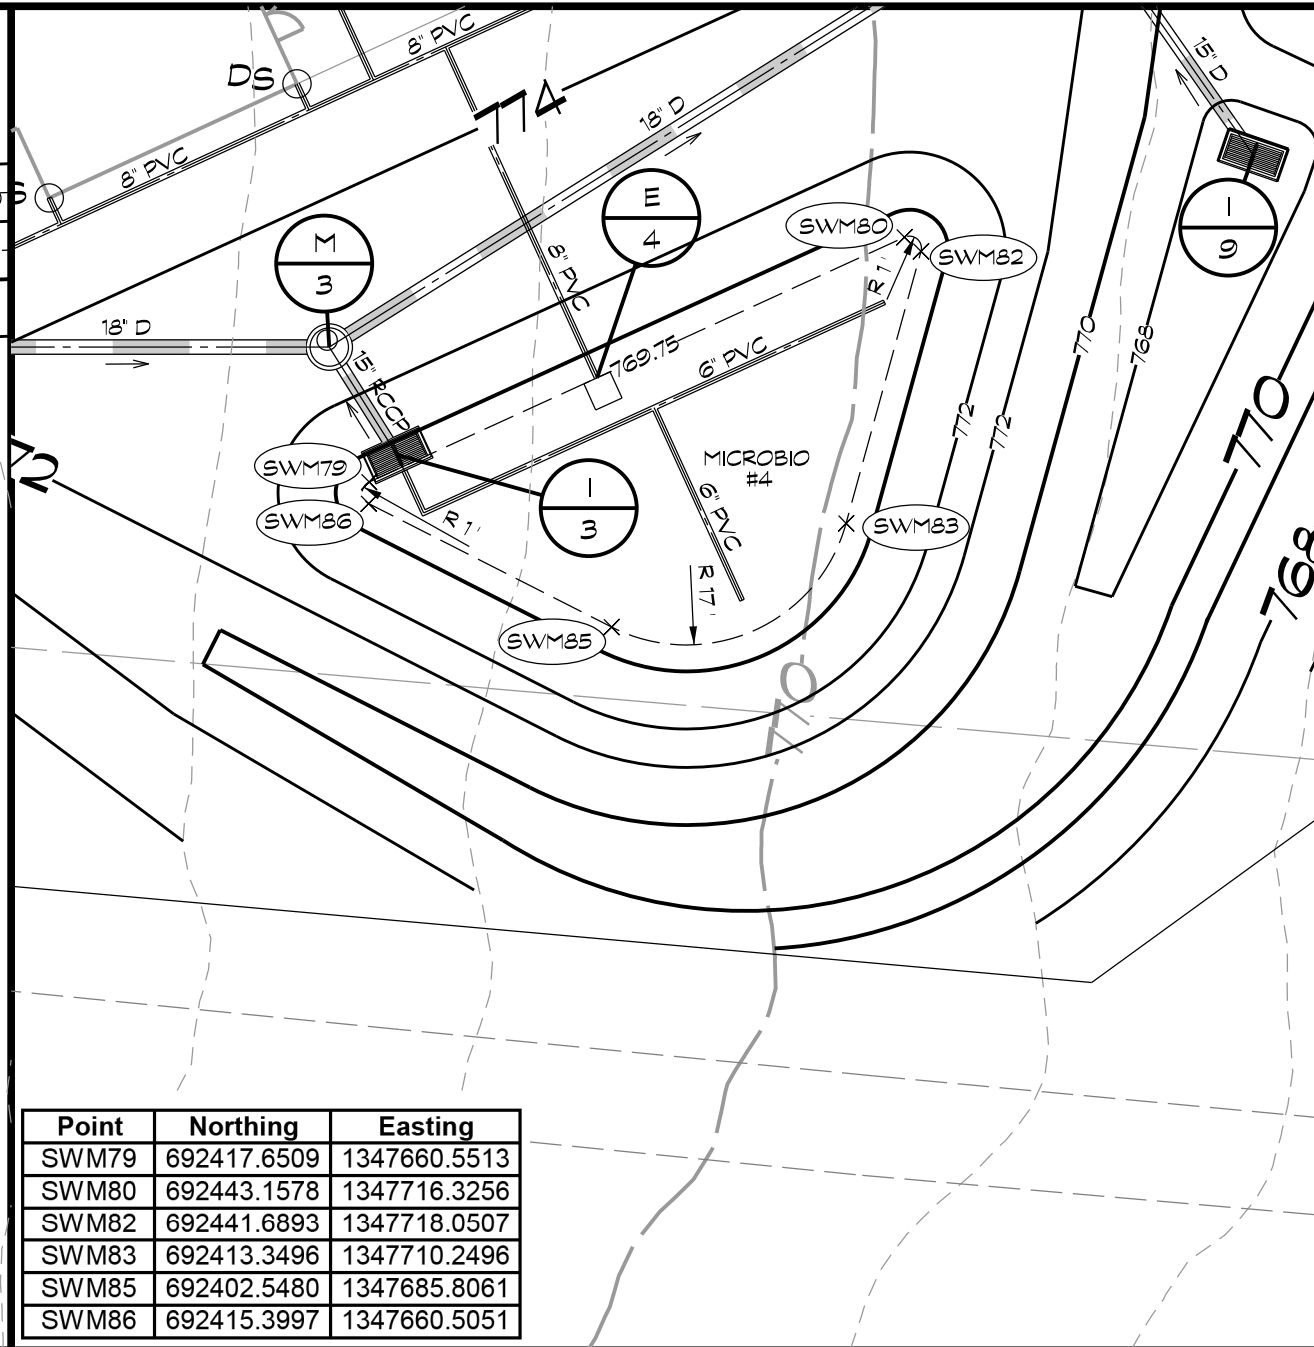 8" PVC
15" D
DS
774
18" D
8" PVC
S
E
4
SWM80
I
9
M
3
8" PVC
SWM82
R 1'
18" D
770
768
769.75
6" PVC
15" RCCP
770
772
772
72
SWM79
MICROBIO
#4
I
3
6" PVC
SWM86
R 1'
SWM83
768
R 17'
SWM85
770
Point Northing Easting
SWM79 692417.6509 1347660.5513
SWM80 692443.1578 1347716.3256
SWM82 692441.6893 1347718.0507
SWM83 692413.3496 1347710.2496
SWM85 692402.5480 1347685.8061
SWM86 692415.3997 1347660.5051